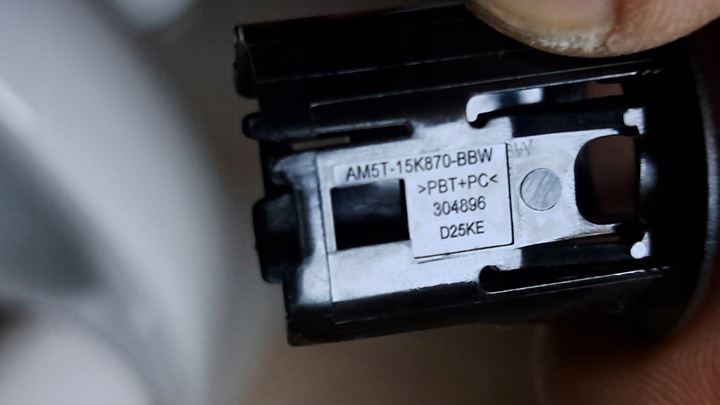 AM5T-15K870-BBW
>PBT+PC<
304896
D25KE